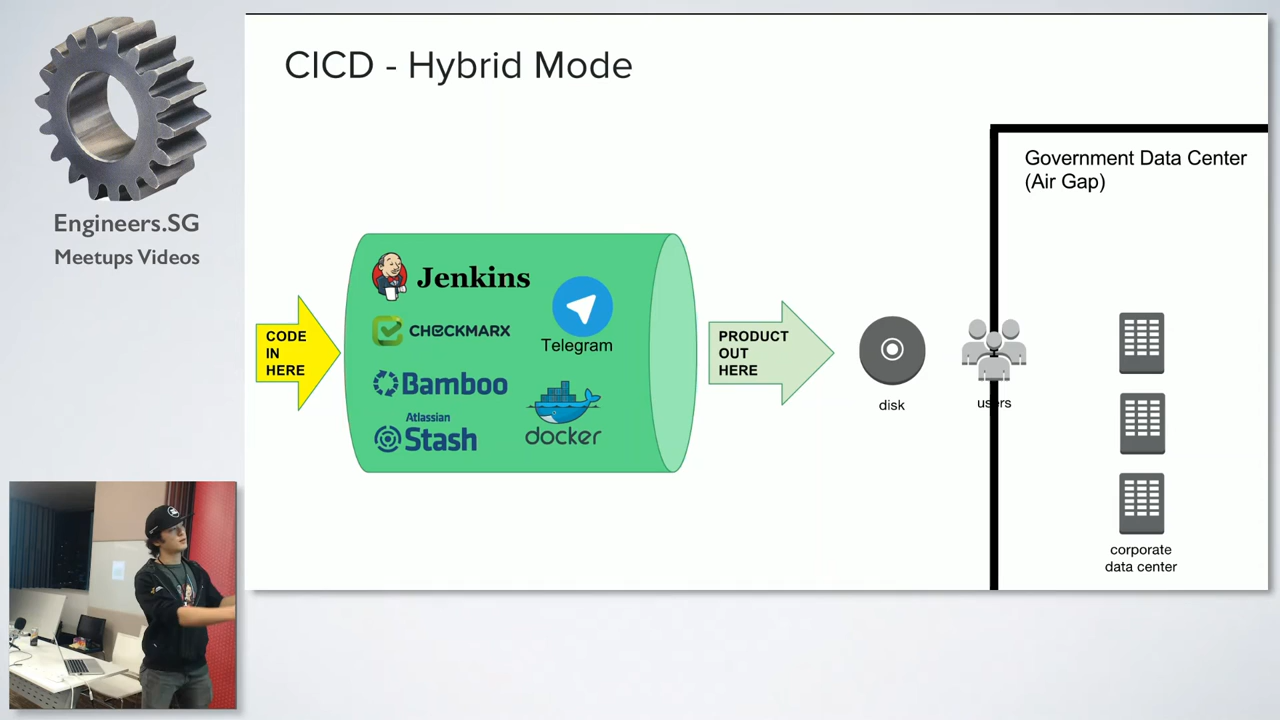 CICD - Hybrid Mode
Engineers.SG
Meetups Videos
Government Data Center
(Air Gap)
CODE
IN
HERE
Jenkins
CHECKMARX
Bamboo
Atlassian
Stash
Telegram
docker
PRODUCT
OUT
HERE
disk
users
corporate
data center